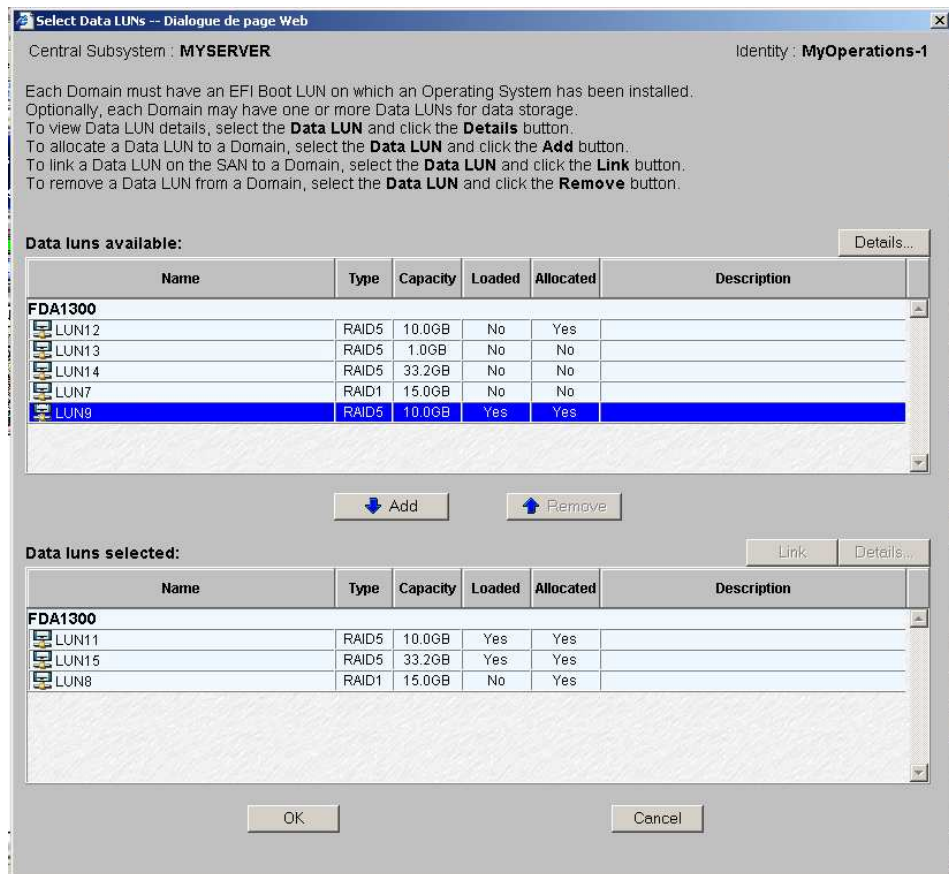 Select Data LUNs -- Dialogue de page Web
Central Subsystem : MYSERVER Identity : MyOperations-1
Each Domain must have an EFI Boot LUN on which an Operating System has been installed.
Optionally, each Domain may have one or more Data LUNs for data storage.
To view Data LUN details, select the Data LUN and click the Details button.
To allocate a Data LUN to a Domain, select the Data LUN and click the Add button.
To link a Data LUN on the SAN to a Domain, select the Data LUN and click the Link button.
To remove a Data LUN from a Domain, select the Data LUN and click the Remove button.
Data luns available: Details...
Name Type Capacity Loaded Allocated Description
FDA1300
LUN12 RAID5 10.0GB No Yes
LUN13 RAID5 1.0GB No No
LUN14 RAID5 33.2GB No No
LUN7 RAID1 15.0GB No No
LUN9 RAID5 10.0GB Yes Yes
Add Remove
Data luns selected: Link Details...
Name Type Capacity Loaded Allocated Description
FDA1300
LUN11 RAID5 10.0GB Yes Yes
LUN15 RAID5 33.2GB Yes Yes
LUN8 RAID1 15.0GB No Yes
OK Cancel